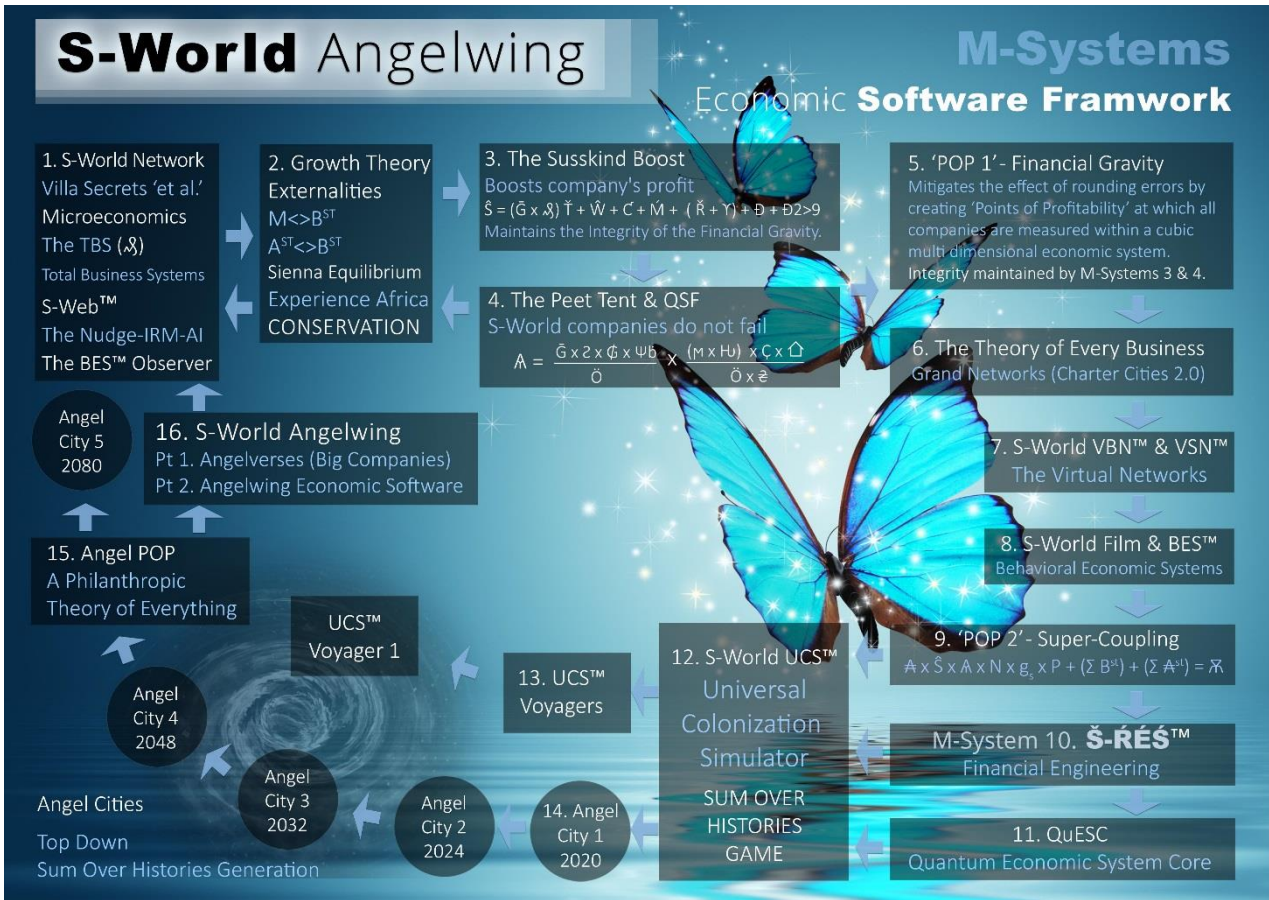 S-World Angelwing
M-Systems
Economic Software Framwork
1. S-World Network
Villa Secrets ‘et al.’
Microeconomics
The TBS ( 𝒮)
Total Business Systems
S-Web™
The Nudge-IRM-AI
The BES™ Observer
2. Growth Theory
Externalities
M<>Bˢᵀ
Aˢᵀ<>Bˢᵀ
Sienna Equilibrium
Experience Africa
CONSERVATION
3. The Susskind Boost
Boosts company's profit
Maintains the Integrity of the Financial Gravity.
4. The Peet Tent & QSF
S-World companies do not fail
5. ‘POP 1’- Financial Gravity
Mitigates the effect of rounding errors by
creating ‘Points of Profitability’ at which all
companies are measured within a cubic
multi dimensional economic system.
Integrity maintained by M-Systems 3 & 4.
6. The Theory of Every Business
Grand Networks (Charter Cities 2.0)
7. S-World VBN™ & VSN™
The Virtual Networks
8. S-World Film & BES™
Behavioral Economic Systems
9. ‘POP 2’- Super-Coupling
M-System 10. Š-ŔÉŚ™
Financial Engineering
11. QuESC
Quantum Economic System Core
12. S-World UCS™
Universal
Colonization
Simulator
SUM OVER
HISTORIES
GAME
13. UCS™
Voyagers
UCS™
Voyager 1
14. Angel
City 1
2020
Angel
City 2
2024
Angel
City 3
2032
Angel
City 4
2048
15. Angel POP
A Philanthropic
Theory of Everything
Angel
City 5
2080
16. S-World Angelwing
Pt 1. Angelverses (Big Companies)
Pt 2. Angelwing Economic Software
Angel Cities
Top Down
Sum Over Histories Generation